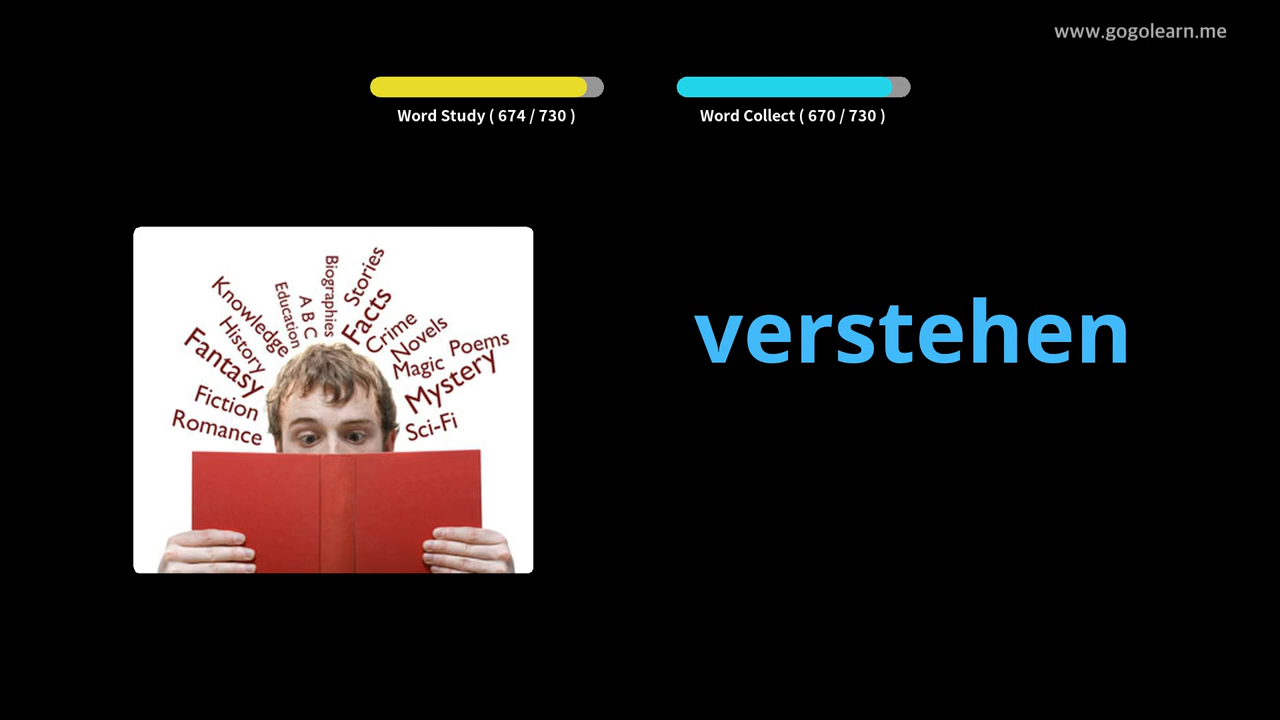 www.gogolearn.me
Word Study ( 674 / 730 )
Word Collect ( 670 / 730 )
verstehen
Romance
Fiction
Fantasy
History
Knowledge
Education
A B C
Biographies
Stories
Facts
Crime
Novels
Magic
Poems
Mystery
Sci-Fi